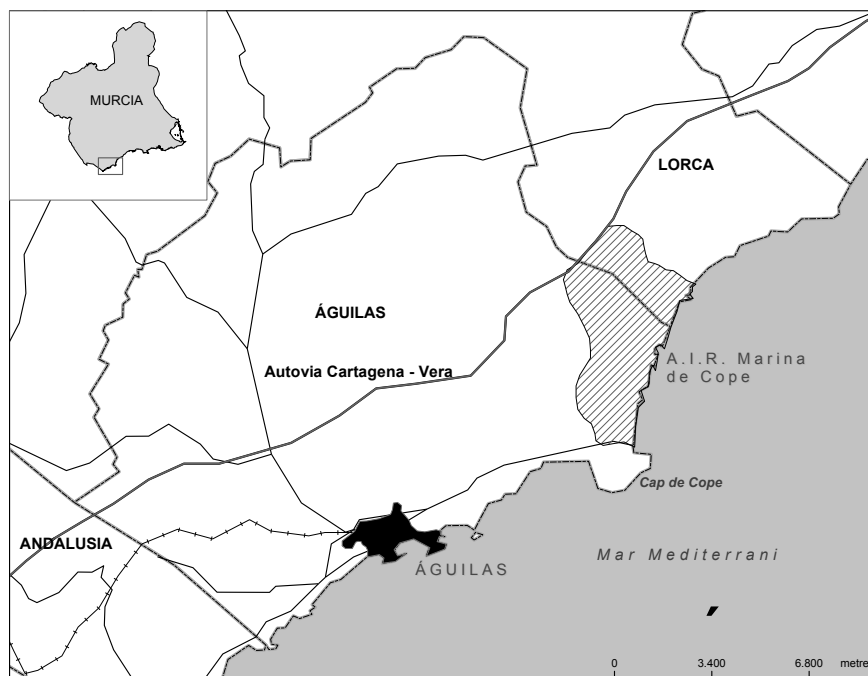 MURCIA
LORCA
ÁGUILAS
A.I.R. Marina
de Cope
Autovia Cartagena - Vera
Cap de Cope
ANDALUSIA
Mar Mediterrani
ÁGUILAS
0 3.400 6.800 metre